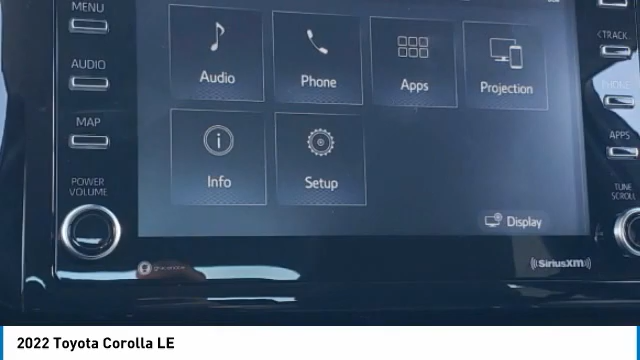 MENU
AUDIO
MAP
POWER
VOLUME
Audio
Phone
Apps
Projection
Info
Setup
Display
<TRACK
PHONE
APPS
TUNE
SCROLL
SiriusXM
2022 Toyota Corolla LE